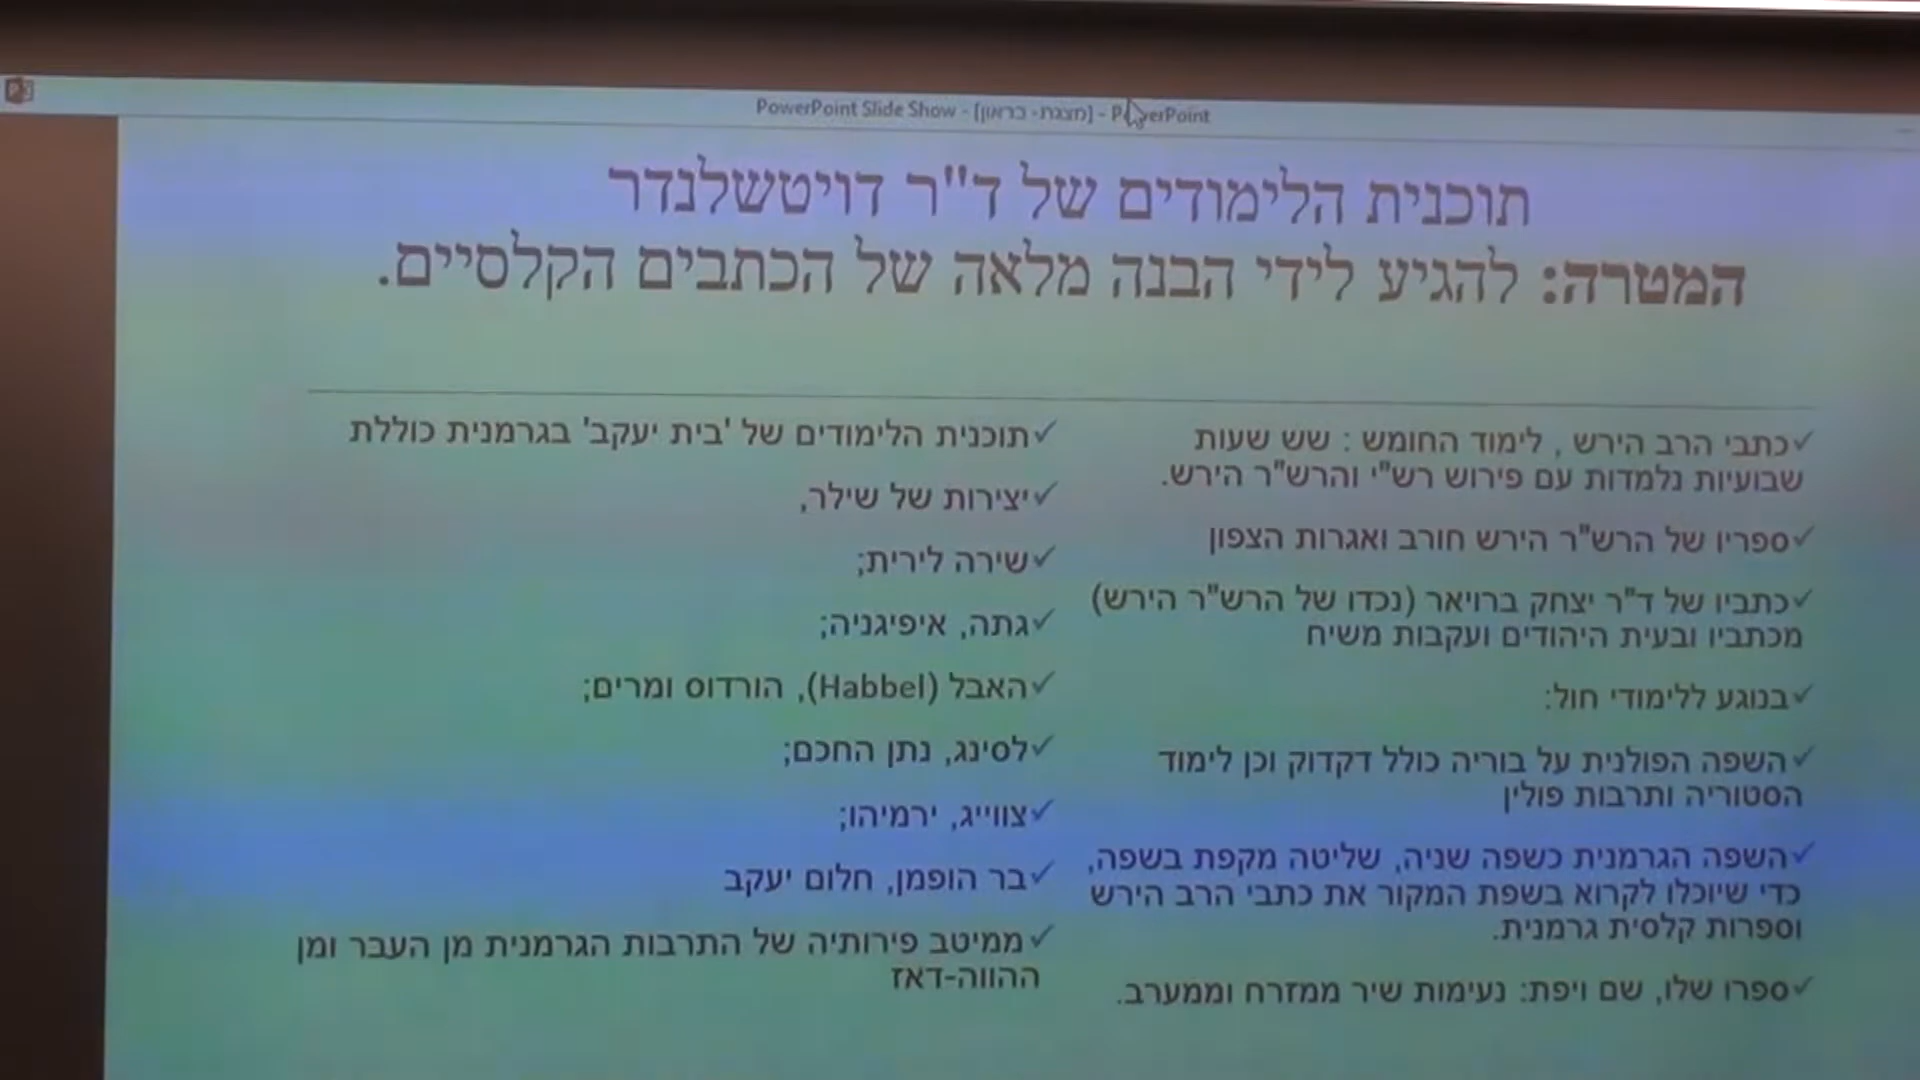 PowerPoint Slide Show - [מצגת- בראון] - PowerPoint
תוכנית הלימודים של ד"ר דויטשלנדר
המטרה: להגיע לידי הבנה מלאה של הכתבים הקלסיים.
✓כתבי הרב הירש , לימוד החומש : שש שעות
שבועיות נלמדות עם פירוש רש"י והרש"ר הירש.
✓ספריו של הרש"ר הירש חורב ואגרות הצפון
✓כתביו של ד"ר יצחק ברויאר (נכדו של הרש"ר הירש)
מכתביו ובעית היהודים ועקבות משיח
✓בנוגע ללימודי חול:
✓השפה הפולנית על בוריה כולל דקדוק וכן לימוד
הסטוריה ותרבות פולין
✓השפה הגרמנית כשפה שניה, שליטה מקפת בשפה,
כדי שיוכלו לקרוא בשפת המקור את כתבי הרב הירש
וספרות קלסית גרמנית.
✓ספרו שלו, שם ויפת: נעימות שיר ממזרח וממערב.
✓תוכנית הלימודים של 'בית יעקב' בגרמנית כוללת
✓יצירות של שילר,
✓שירה לירית;
✓גתה, איפיגניה;
✓האבל (Habbel), הורדוס ומרים;
✓לסינג, נתן החכם;
✓צווייג, ירמיהו;
✓בר הופמן, חלום יעקב
✓ממיטב פירותיה של התרבות הגרמנית מן העבר ומן
ההווה-דאז